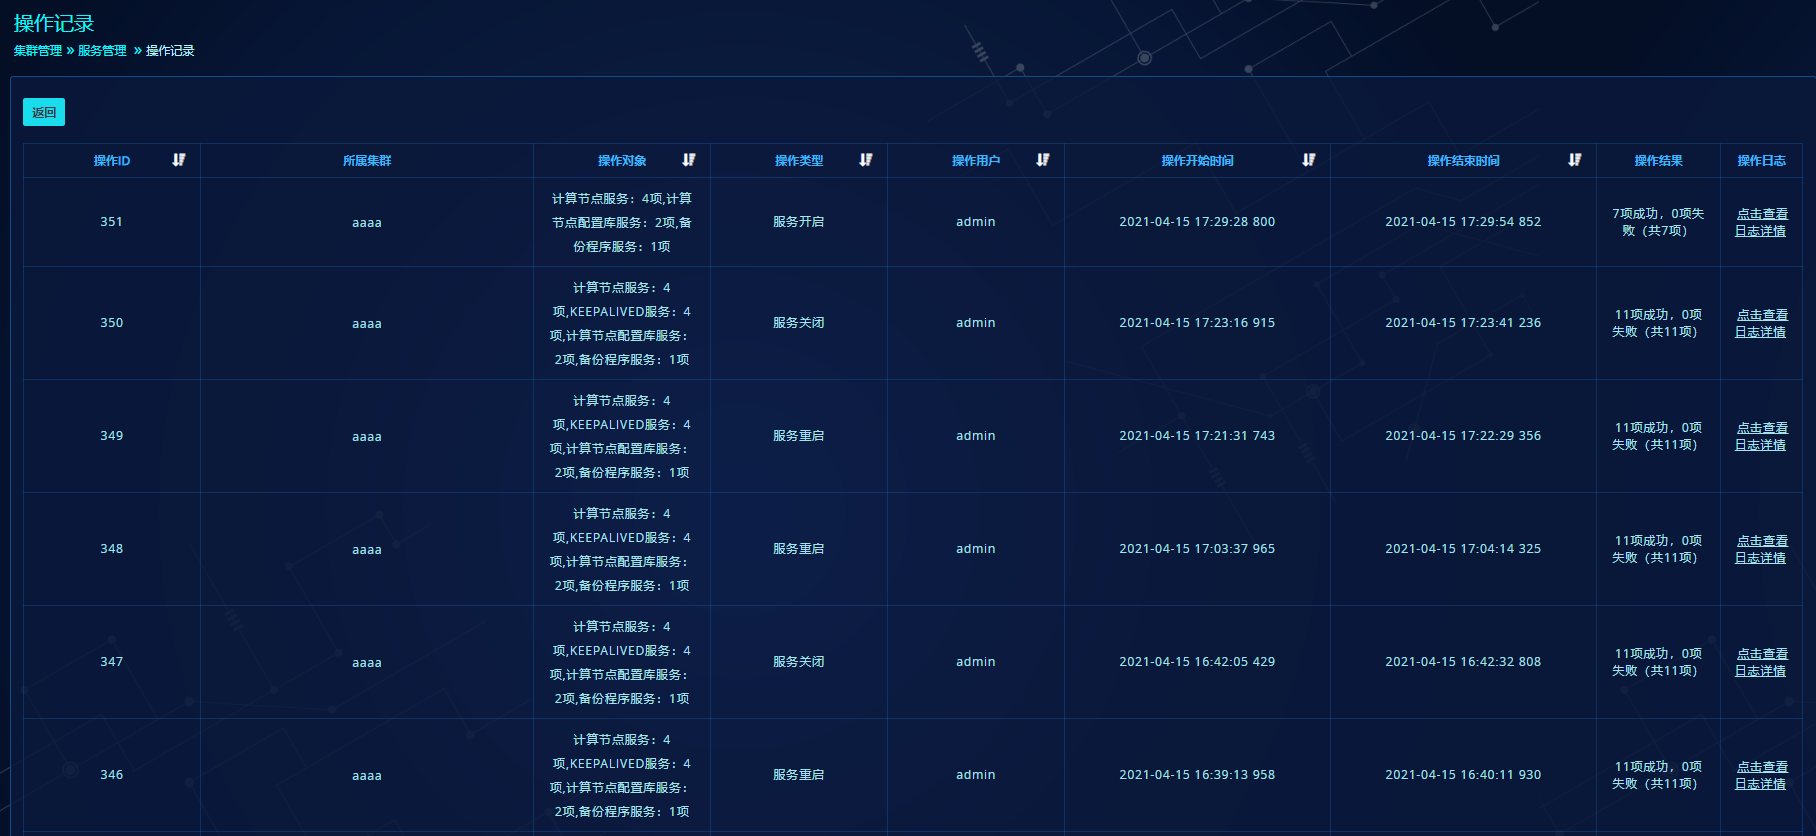 操作记录
集群管理 » 服务管理 » 操作记录
返回
操作ID 所属集群 操作对象 操作类型 操作用户 操作开始时间 操作结束时间 操作结果 操作日志
351
aaaa
计算节点服务：4项,计算
节点配置库服务：2项,备
份程序服务：1项
服务开启
admin
2021-04-15 17:29:28 800
2021-04-15 17:29:54 852
7项成功，0项失
败（共7项）
点击查看
日志详情
350
aaaa
计算节点服务：4
项,KEEPALIVED服务：4
项,计算节点配置库服务：
2项,备份程序服务：1项
服务关闭
admin
2021-04-15 17:23:16 915
2021-04-15 17:23:41 236
11项成功，0项
失败（共11项）
点击查看
日志详情
349
aaaa
计算节点服务：4
项,KEEPALIVED服务：4
项,计算节点配置库服务：
2项,备份程序服务：1项
服务重启
admin
2021-04-15 17:21:31 743
2021-04-15 17:22:29 356
11项成功，0项
失败（共11项）
点击查看
日志详情
348
aaaa
计算节点服务：4
项,KEEPALIVED服务：4
项,计算节点配置库服务：
2项,备份程序服务：1项
服务重启
admin
2021-04-15 17:03:37 965
2021-04-15 17:04:14 325
11项成功，0项
失败（共11项）
点击查看
日志详情
347
aaaa
计算节点服务：4
项,KEEPALIVED服务：4
项,计算节点配置库服务：
2项,备份程序服务：1项
服务关闭
admin
2021-04-15 16:42:05 429
2021-04-15 16:42:32 808
11项成功，0项
失败（共11项）
点击查看
日志详情
346
aaaa
计算节点服务：4
项,KEEPALIVED服务：4
项,计算节点配置库服务：
2项,备份程序服务：1项
服务重启
admin
2021-04-15 16:39:13 958
2021-04-15 16:40:11 930
11项成功，0项
失败（共11项）
点击查看
日志详情